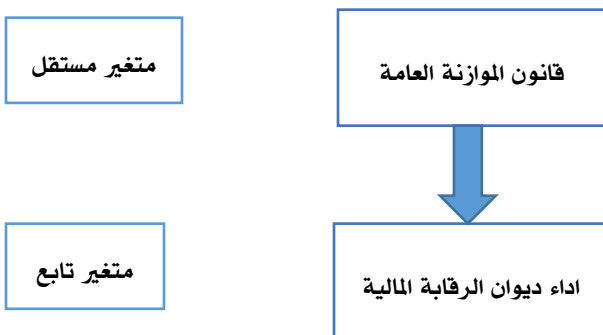 قانون الموازنة العامة
متغير مستقل
اداء ديوان الرقابة المالية
متغير تابع